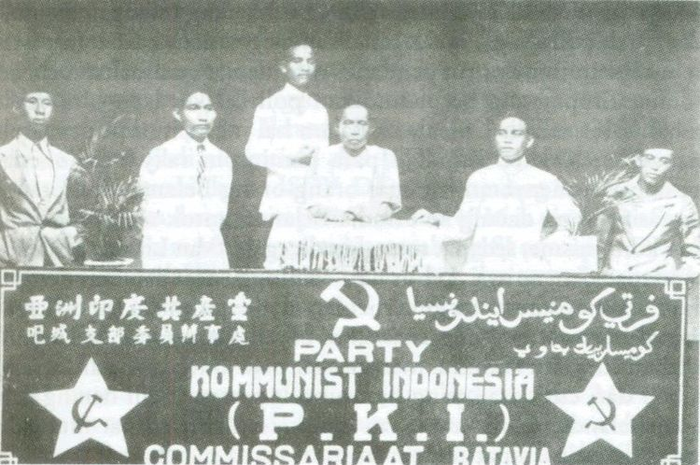 亞洲印度共產黨
吧城支部委員辦事處
فرتي كومنيس ايندونيسيا
PARTY
KOMMUNIST INDONESIA
(P.K.I.)
COMMISSARIAAT BATAVIA